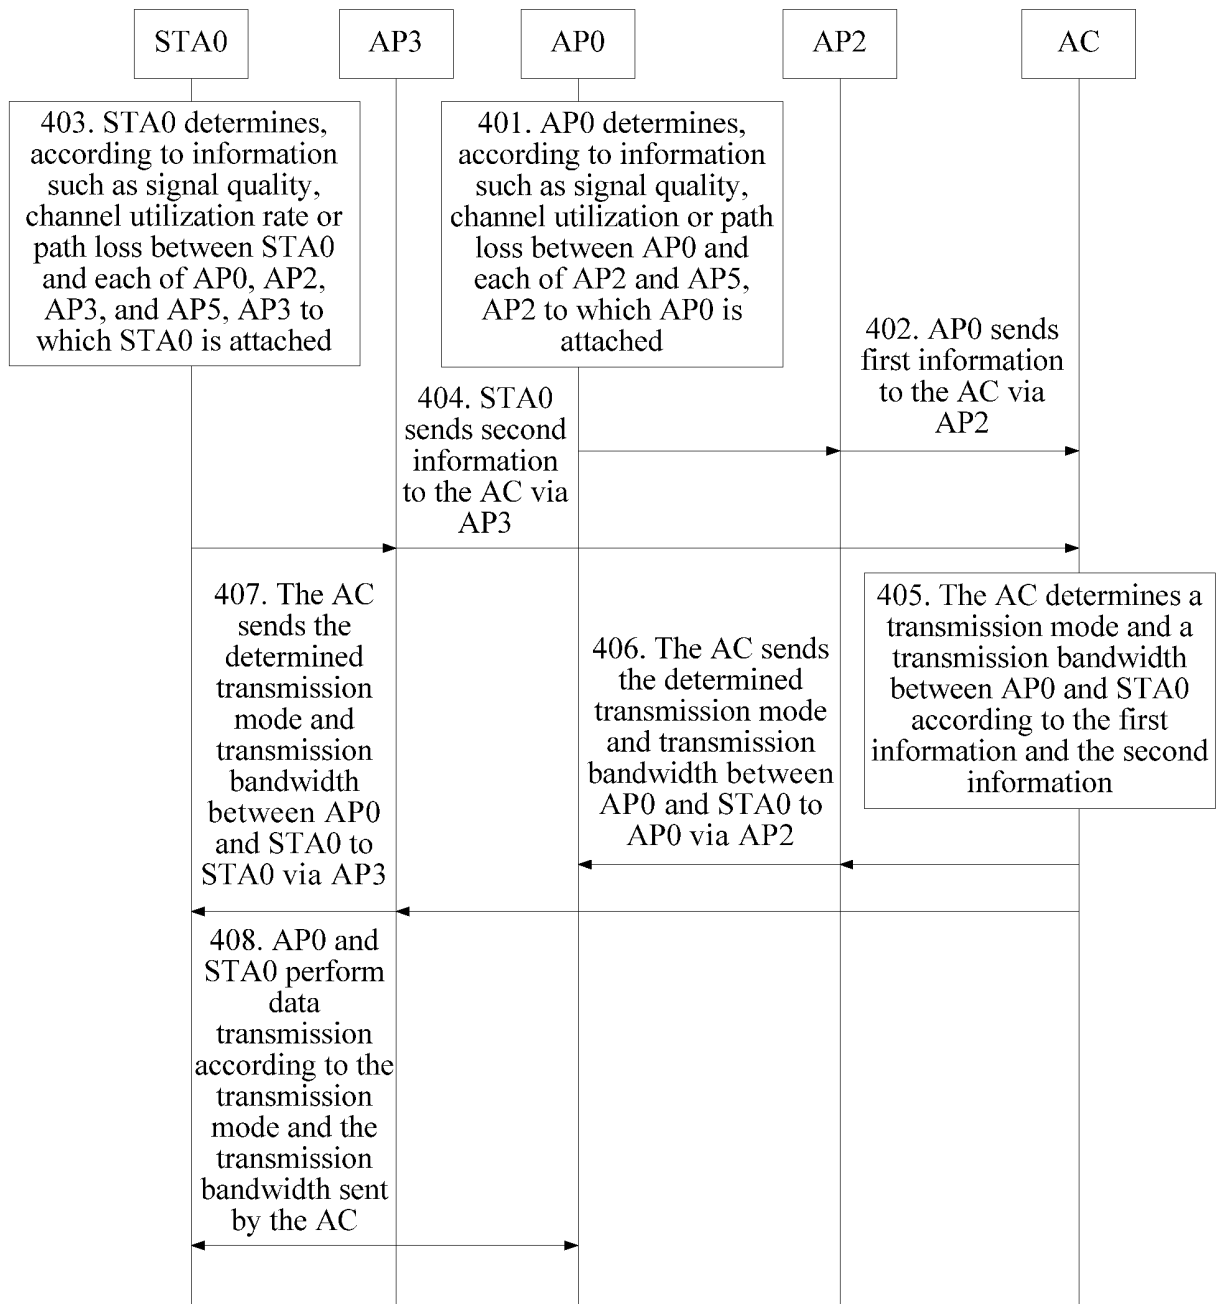 STA0
AP3
AP0
AP2
AC
403. STA0 determines,
according to information
such as signal quality,
channel utilization rate or
path loss between STA0
and each of AP0, AP2,
AP3, and AP5, AP3 to
which STA0 is attached
401. AP0 determines,
according to information
such as signal quality,
channel utilization or path
loss between AP0 and
each of AP2 and AP5,
AP2 to which AP0 is
attached
402. AP0 sends
first information
to the AC via
AP2
404. STA0
sends second
information
to the AC via
AP3
405. The AC determines a
transmission mode and a
transmission bandwidth
between AP0 and STA0
according to the first
information and the second
information
406. The AC sends
the determined
transmission mode
and transmission
bandwidth between
AP0 and STA0 to
AP0 via AP2
407. The AC
sends the
determined
transmission
mode and
transmission
bandwidth
between AP0
and STA0 to
STA0 via AP3
408. AP0 and
STA0 perform
data
transmission
according to the
transmission
mode and the
transmission
bandwidth sent
by the AC